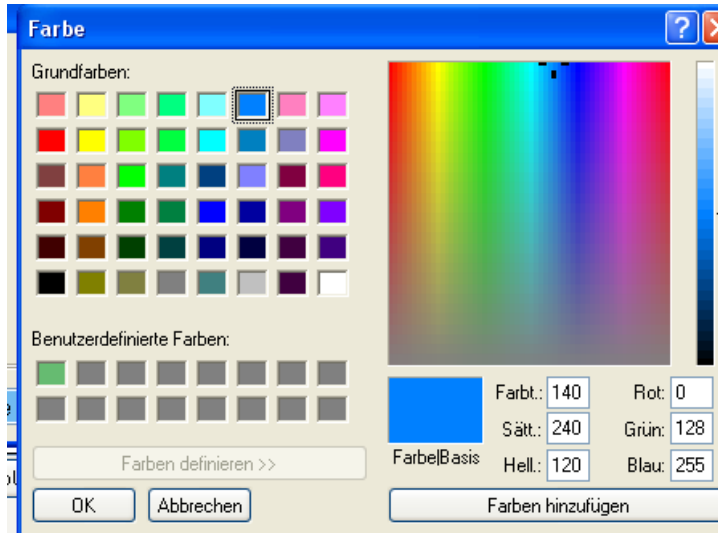 Farbe
Grundfarben:
Benutzerdefinierte Farben:
Farben definieren >>
OK
Abbrechen
Farbe|Basis
Farbt.: 140
Sätt.: 240
Hell.: 120
Rot: 0
Grün: 128
Blau: 255
Farben hinzufügen